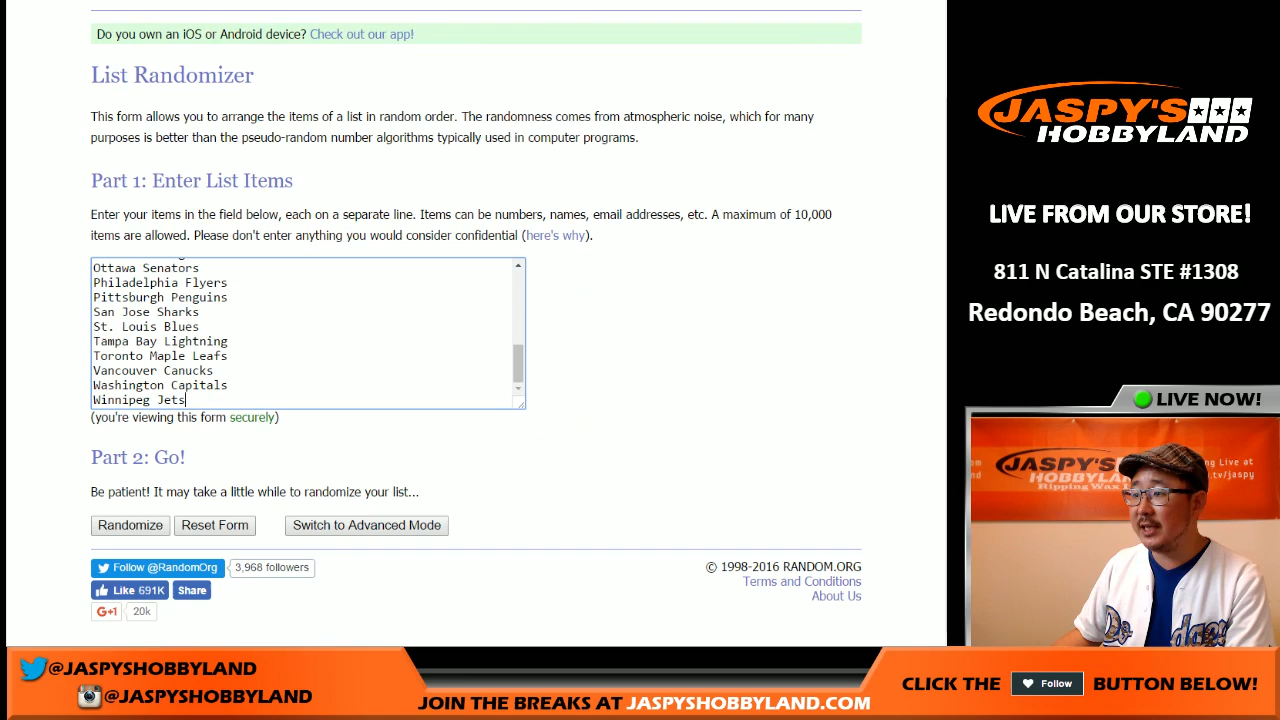 Do you own an iOS or Android device? Check out our app!
List Randomizer
This form allows you to arrange the items of a list in random order. The randomness comes from atmospheric noise, which for many
purposes is better than the pseudo-random number algorithms typically used in computer programs.
Part 1: Enter List Items
Enter your items in the field below, each on a separate line. Items can be numbers, names, email addresses, etc. A maximum of 10,000
items are allowed. Please don't enter anything you would consider confidential (here's why).
Ottawa Senators
Philadelphia Flyers
Pittsburgh Penguins
San Jose Sharks
St. Louis Blues
Tampa Bay Lightning
Toronto Maple Leafs
Vancouver Canucks
Washington Capitals
Winnipeg Jets
(you're viewing this form securely)
Part 2: Go!
Be patient! It may take a little while to randomize your list...
Randomize Reset Form Switch to Advanced Mode
Follow @RandomOrg 3,968 followers
Like 691K Share
G+1 20k
© 1998-2016 RANDOM.ORG
Terms and Conditions
About Us
JASPY'S
HOBBYLAND
LIVE FROM OUR STORE!
811 N Catalina STE #1308
Redondo Beach, CA 90277
LIVE NOW!
JASPY'S
HOBBYLAND
Ripping Wax L
ng Live at
.tv/jaspy
@JASPYSHOBBYLAND
@JASPYSHOBBYLAND
JOIN THE BREAKS AT JASPYSHOBBYLAND.COM
CLICK THE Follow BUTTON BELOW!